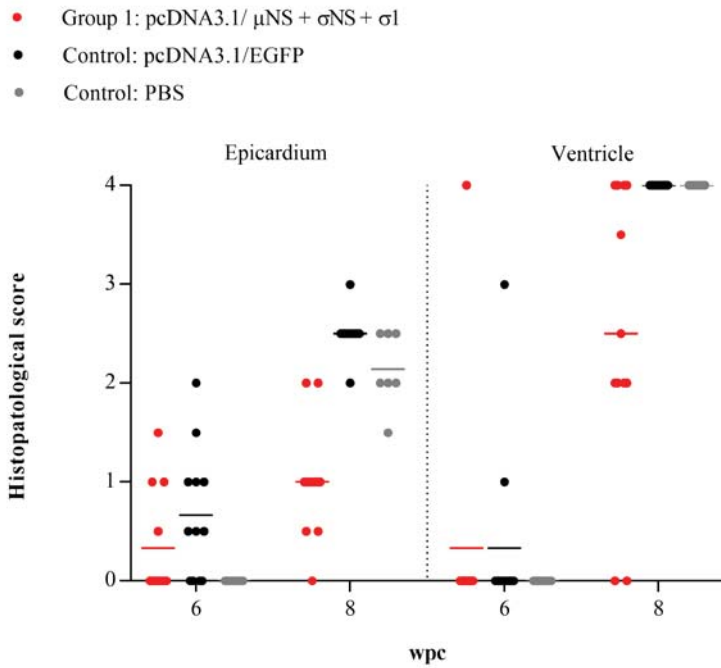 Group 1: pcDNA3.1/ μNS + σNS + σ1
Control: pcDNA3.1/EGFP
Control: PBS
Epicardium
Ventricle
Histopatological score
4
3
2
1
0
6
8
6
8
wpc